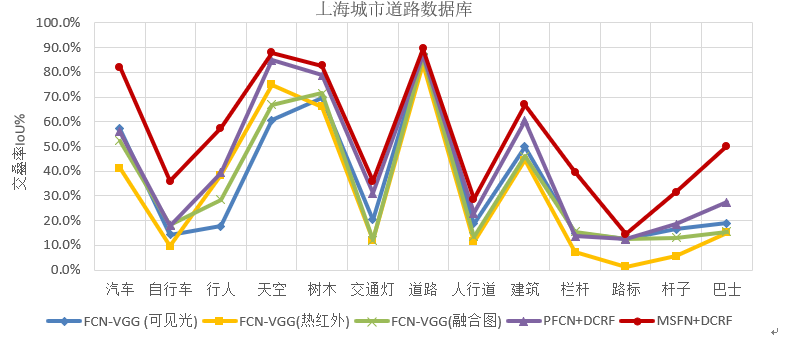 上海城市道路数据库
交叠率IoU%
100.0%
90.0%
80.0%
70.0%
60.0%
50.0%
40.0%
30.0%
20.0%
10.0%
0.0%
汽车 自行车 行人 天空 树木 交通灯 道路 人行道 建筑 栏杆 路标 杆子 巴士
FCN-VGG (可见光) FCN-VGG(热红外) FCN-VGG(融合图) PFCN+DCRF MSFN+DCRF